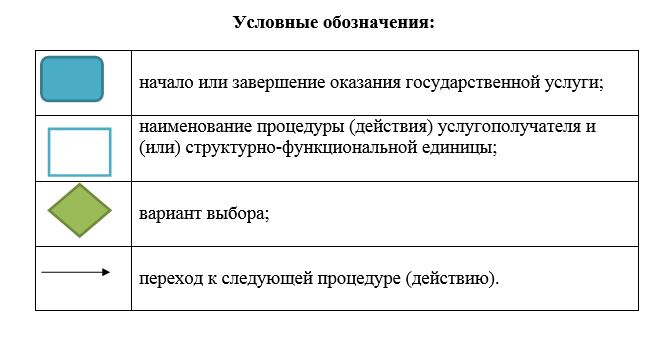 Условные обозначения:
начало или завершение оказания государственной услуги;
наименование процедуры (действия) услугополучателя и
(или) структурно-функциональной единицы;
вариант выбора;
переход к следующей процедуре (действию).